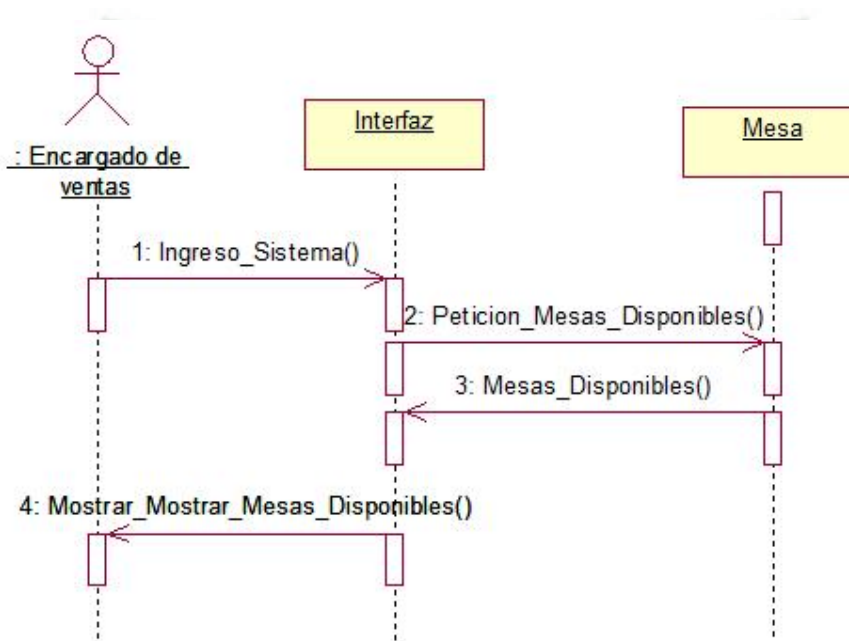 Interfaz
Mesa
: Encargado de
ventas
1: Ingreso_Sistema()
2: Peticion_Mesas_Disponibles()
3: Mesas_Disponibles()
4: Mostrar_Mostrar_Mesas_Disponibles()